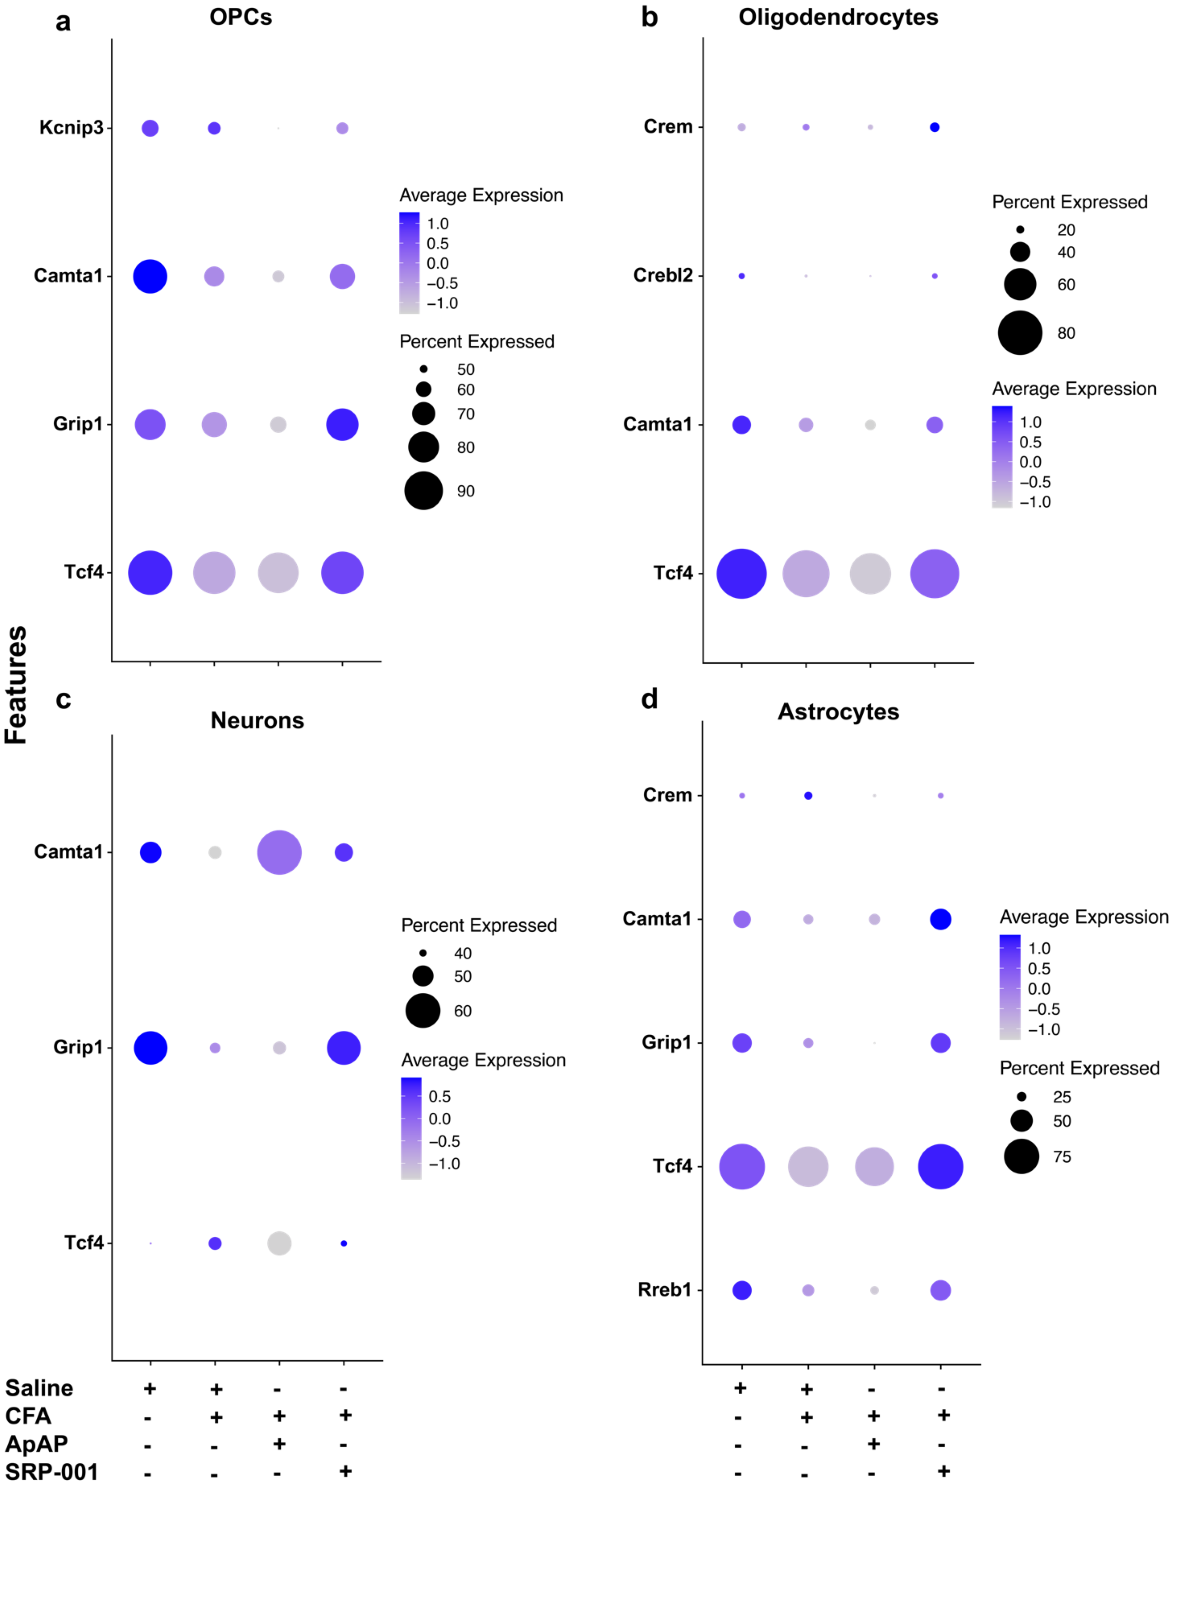 a
OPCs
Kcnip3
Camta1
Grip1
Tcf4
Average Expression
1.0
0.5
0.0
−0.5
−1.0
Percent Expressed
50
60
70
80
90
b
Oligodendrocytes
Crem
Crebl2
Camta1
Tcf4
Percent Expressed
20
40
60
80
Average Expression
1.0
0.5
0.0
−0.5
−1.0
Features
c
Neurons
Camta1
Grip1
Tcf4
Percent Expressed
40
50
60
Average Expression
0.5
0.0
−0.5
−1.0
d
Astrocytes
Crem
Camta1
Grip1
Tcf4
Rreb1
Average Expression
1.0
0.5
0.0
−0.5
−1.0
Percent Expressed
25
50
75
Saline + + - - + + - -
CFA - + + + - + + +
ApAP - - + - - - + -
SRP-001 - - - + - - - +